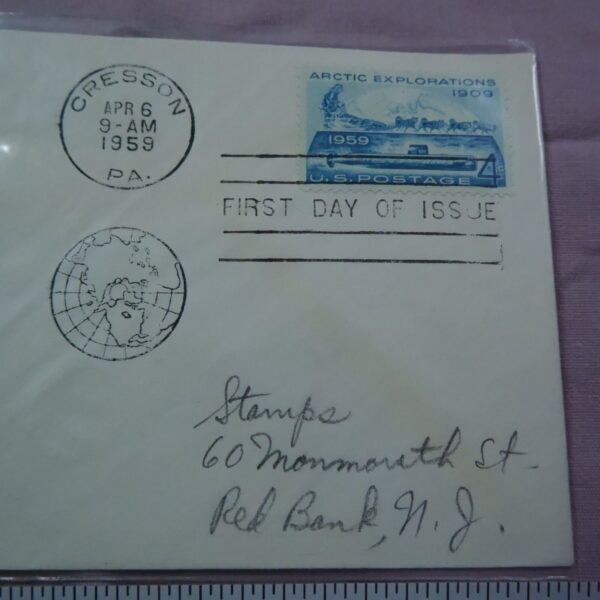 CRESSON
APR 6
9-AM
1959
PA.
ARCTIC EXPLORATIONS
1909
1959
4
U.S. POSTAGE
FIRST DAY OF ISSUE
Stamps
60 Monmorath St.
Red Bank, N.J.